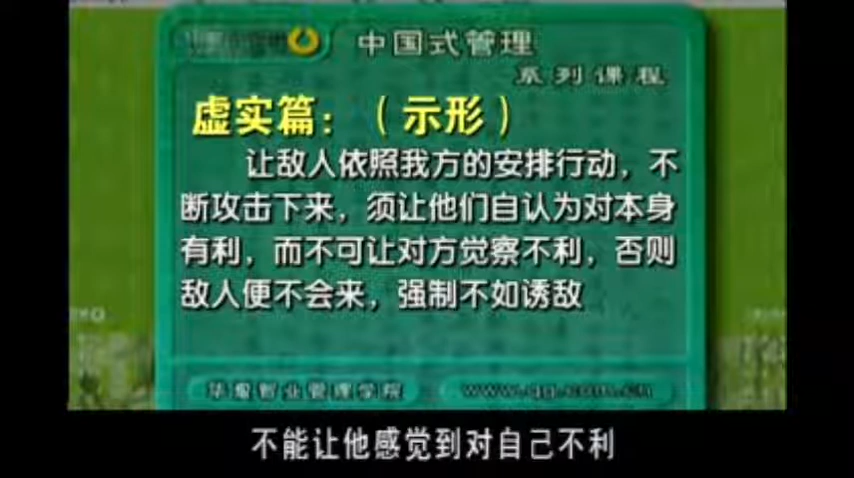 中国式管理
系列课程
虚实篇：（示形）
让敌人依照我方的安排行动，不
断攻击下来，须让他们自认为对本身
有利，而不可让对方觉察不利，否则
敌人便不会来，强制不如诱敌
管理学院
不能让他感觉到对自己不利